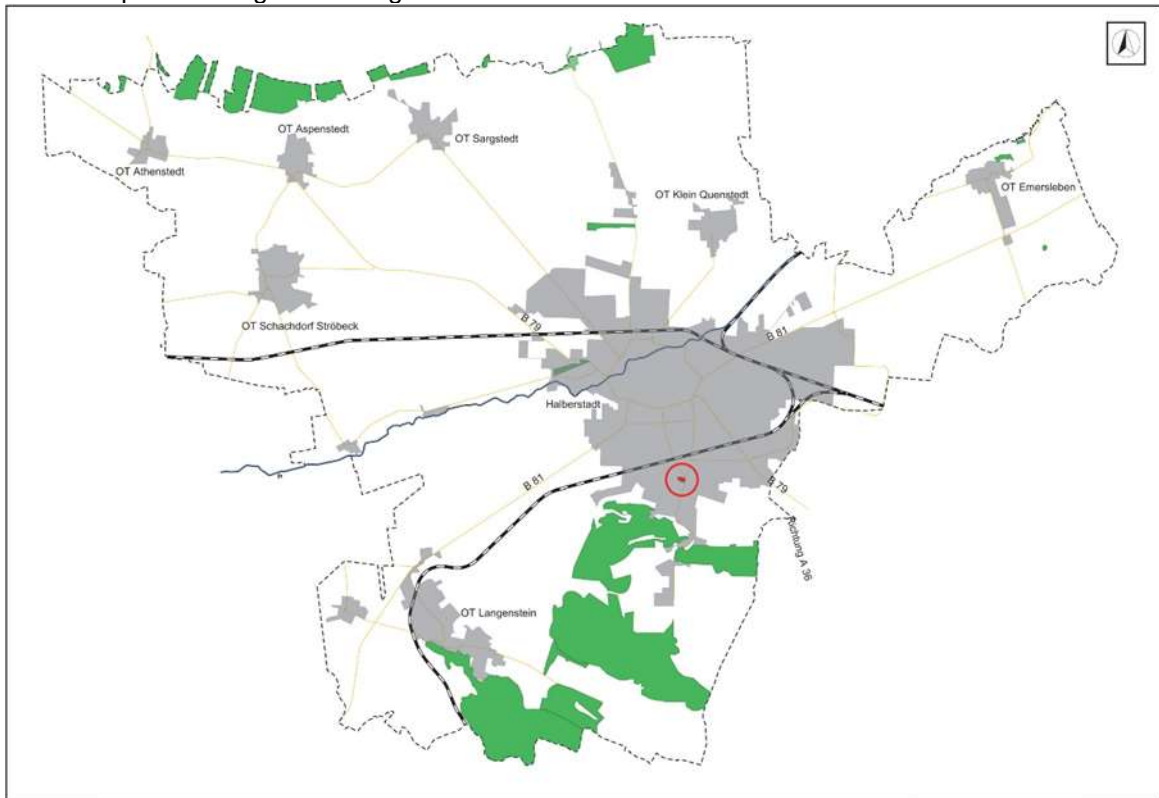 OT Aspenstedt
OT Sargstedt
OT Athenstedt
OT Klein Quenstedt
OT Emersleben
OT Schachdorf Ströbeck
B 79
B 81
Halberstadt
B 81
B 79
Richtung A 36
OT Langenstein